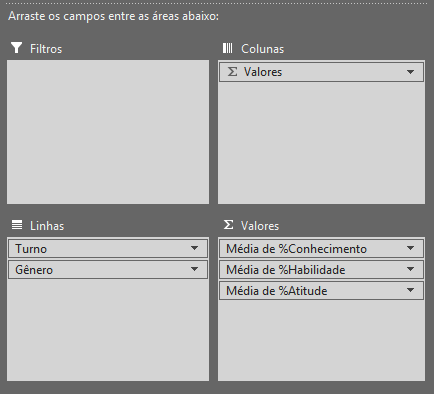 Arraste os campos entre as áreas abaixo:
Filtros
Colunas
Σ Valores
Linhas
Σ Valores
Turno
Gênero
Média de %Conhecimento
Média de %Habilidade
Média de %Atitude